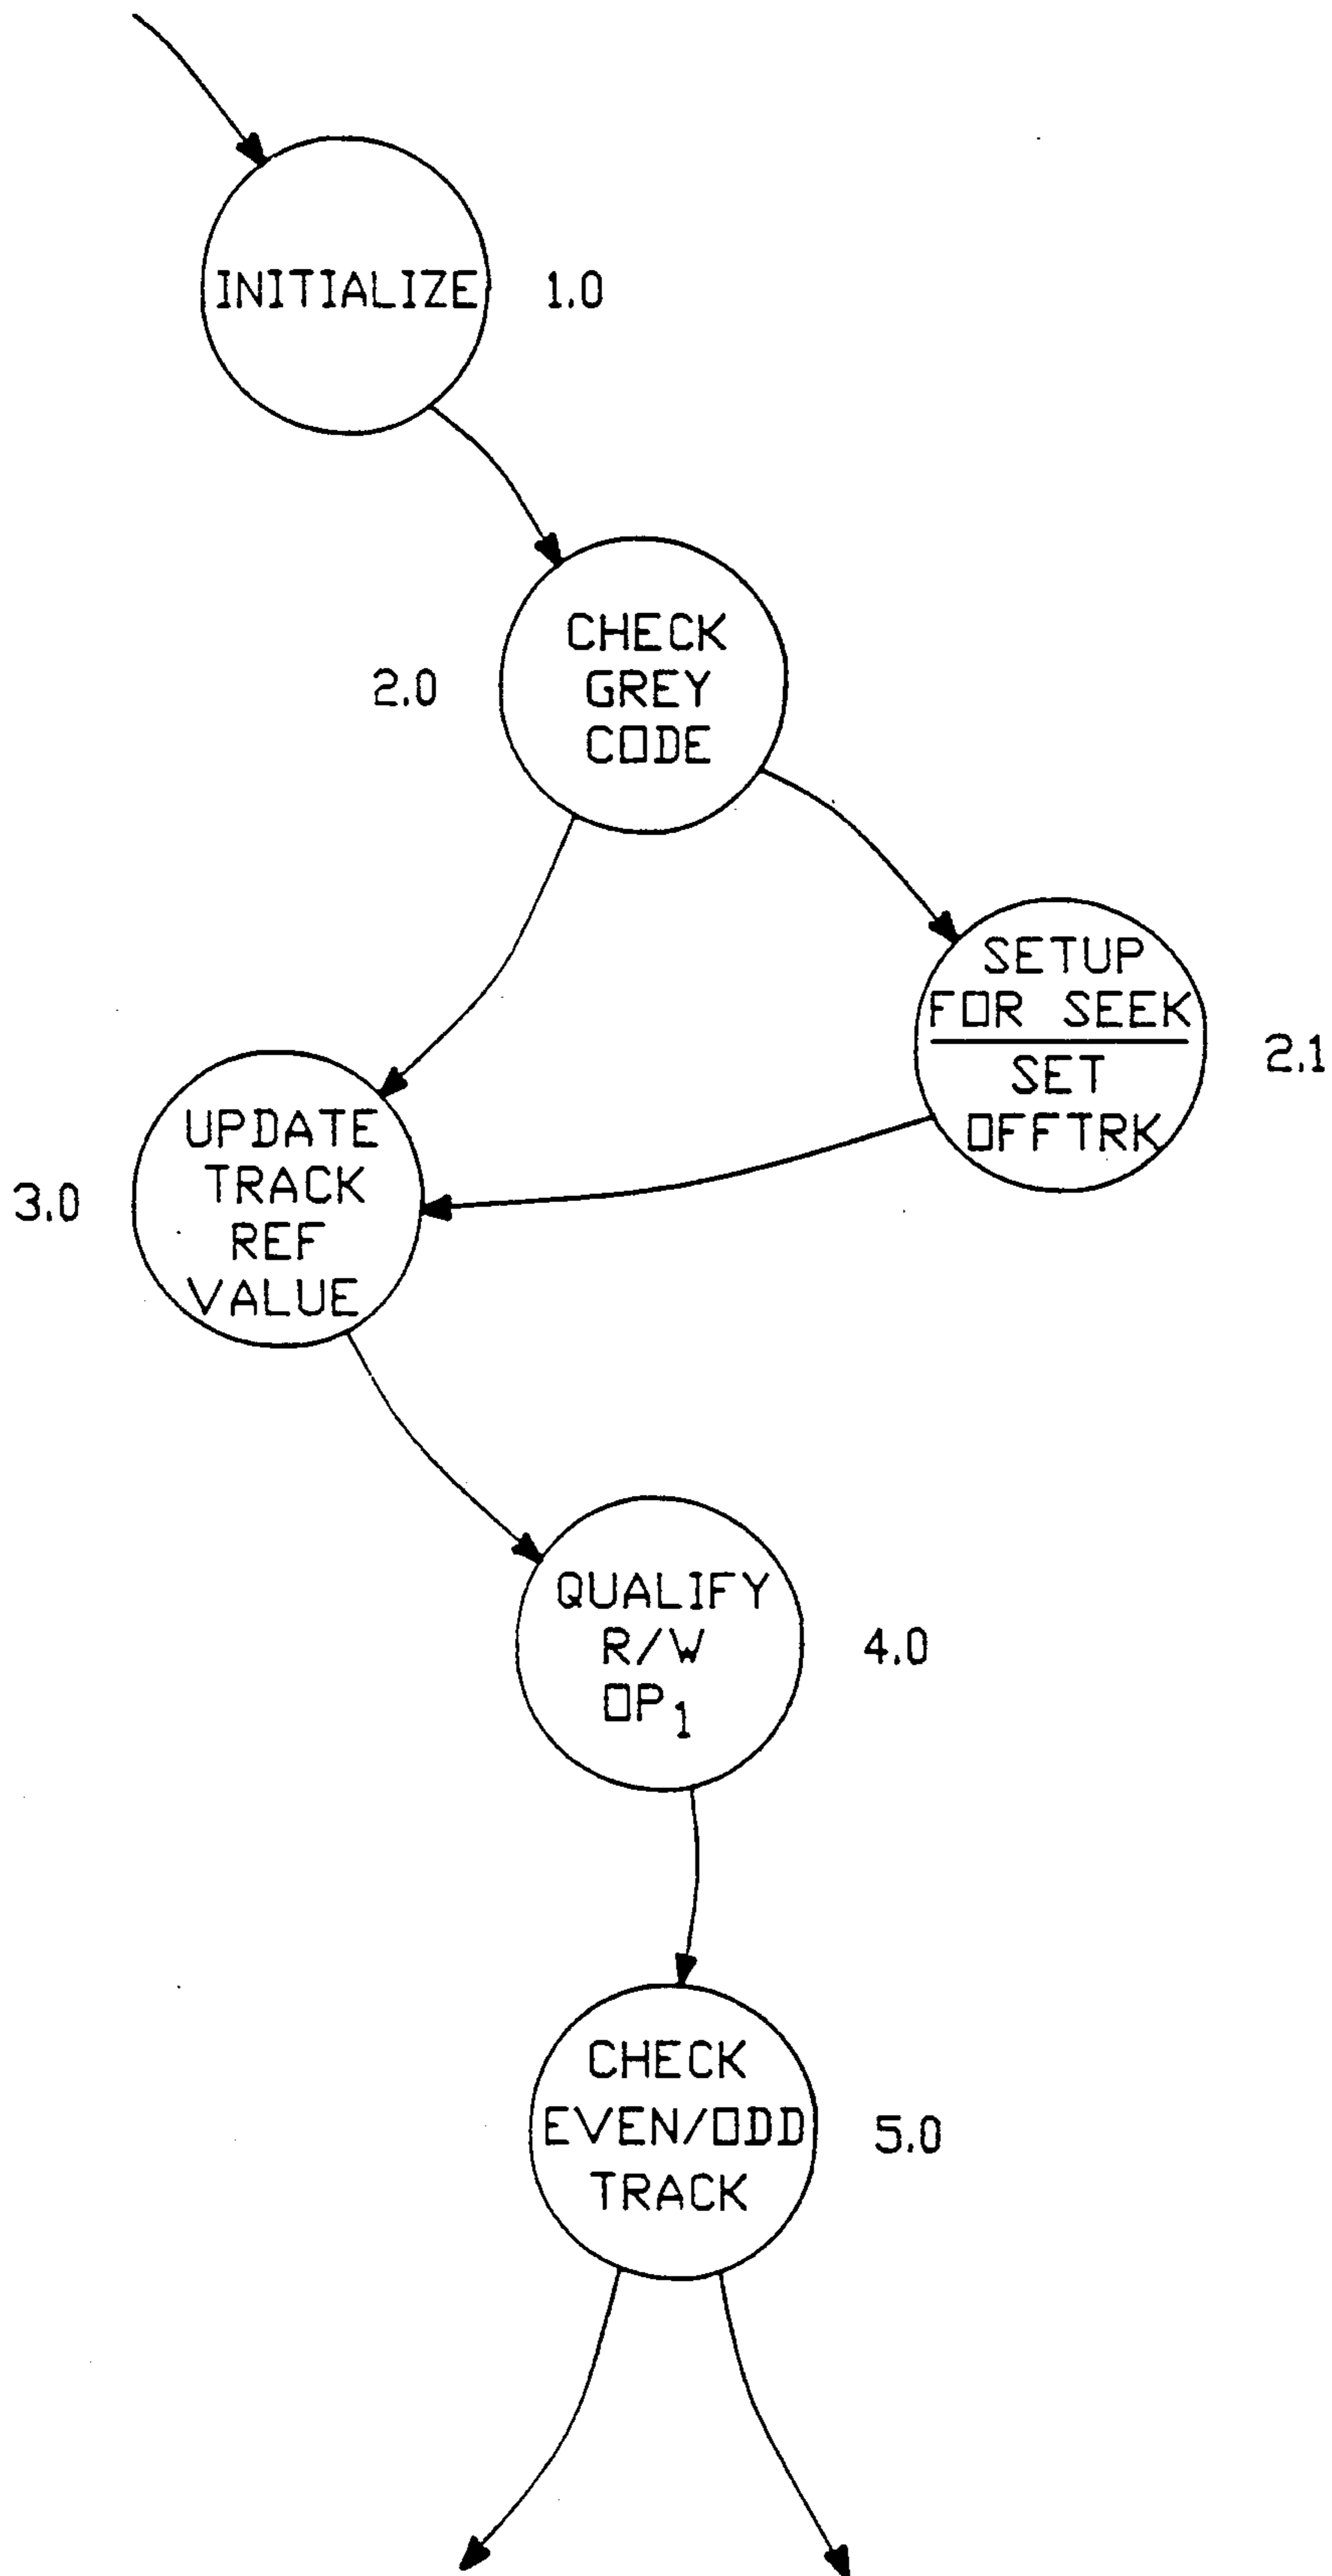 INITIALIZE
1.0
CHECK
GREY
CODE
2.0
SETUP
FOR SEEK
SET
OFFTRK
2.1
UPDATE
TRACK
REF
VALUE
3.0
QUALIFY
R/W
OP1
4.0
CHECK
EVEN/ODD
TRACK
5.0